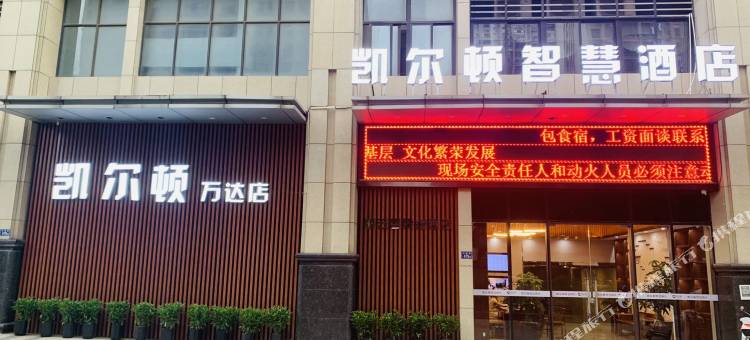 凯尔顿智慧酒店
凯尔顿 万达店
包食宿，工资面谈联系
基层 文化繁荣发展
现场安全责任人和动火人员必须注意动